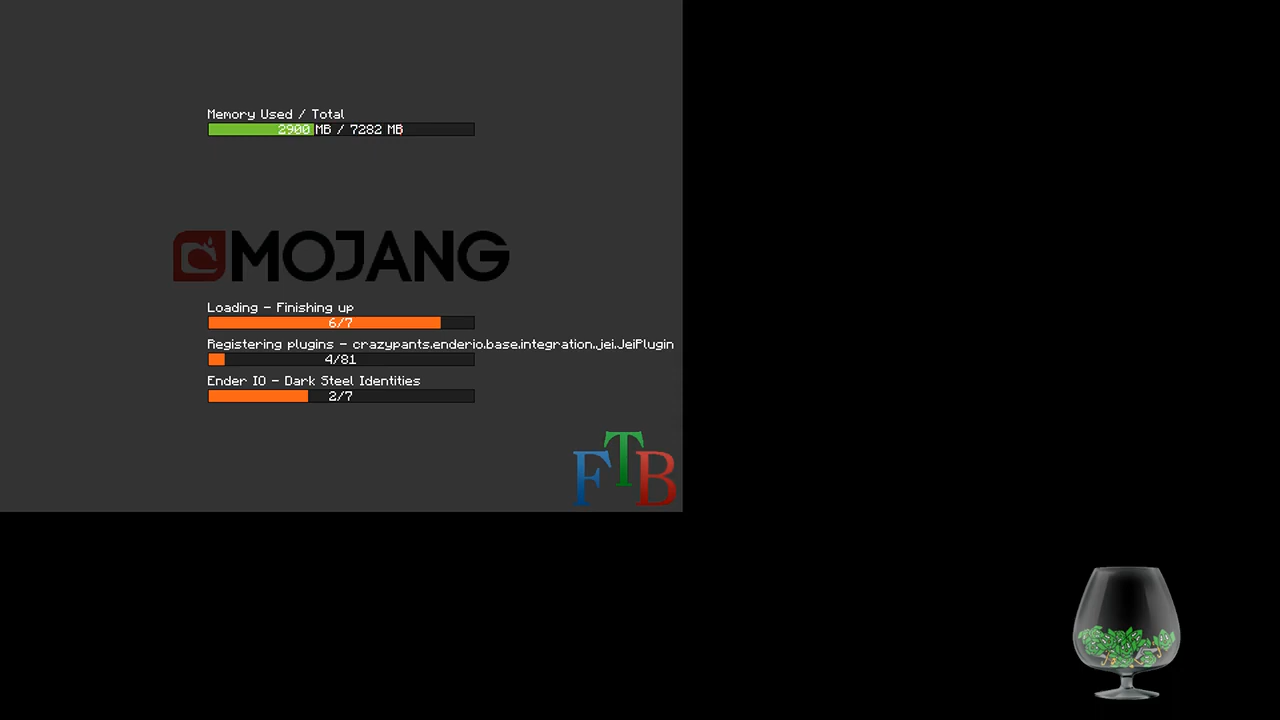 Memory Used / Total
2900 MB / 7282 MB
MOJANG
Loading - Finishing up
6/7
Registering plugins - crazypants.enderio.base.integration.jei.JeiPlugin
4/81
Ender IO - Dark Steel Identities
2/7
FTB